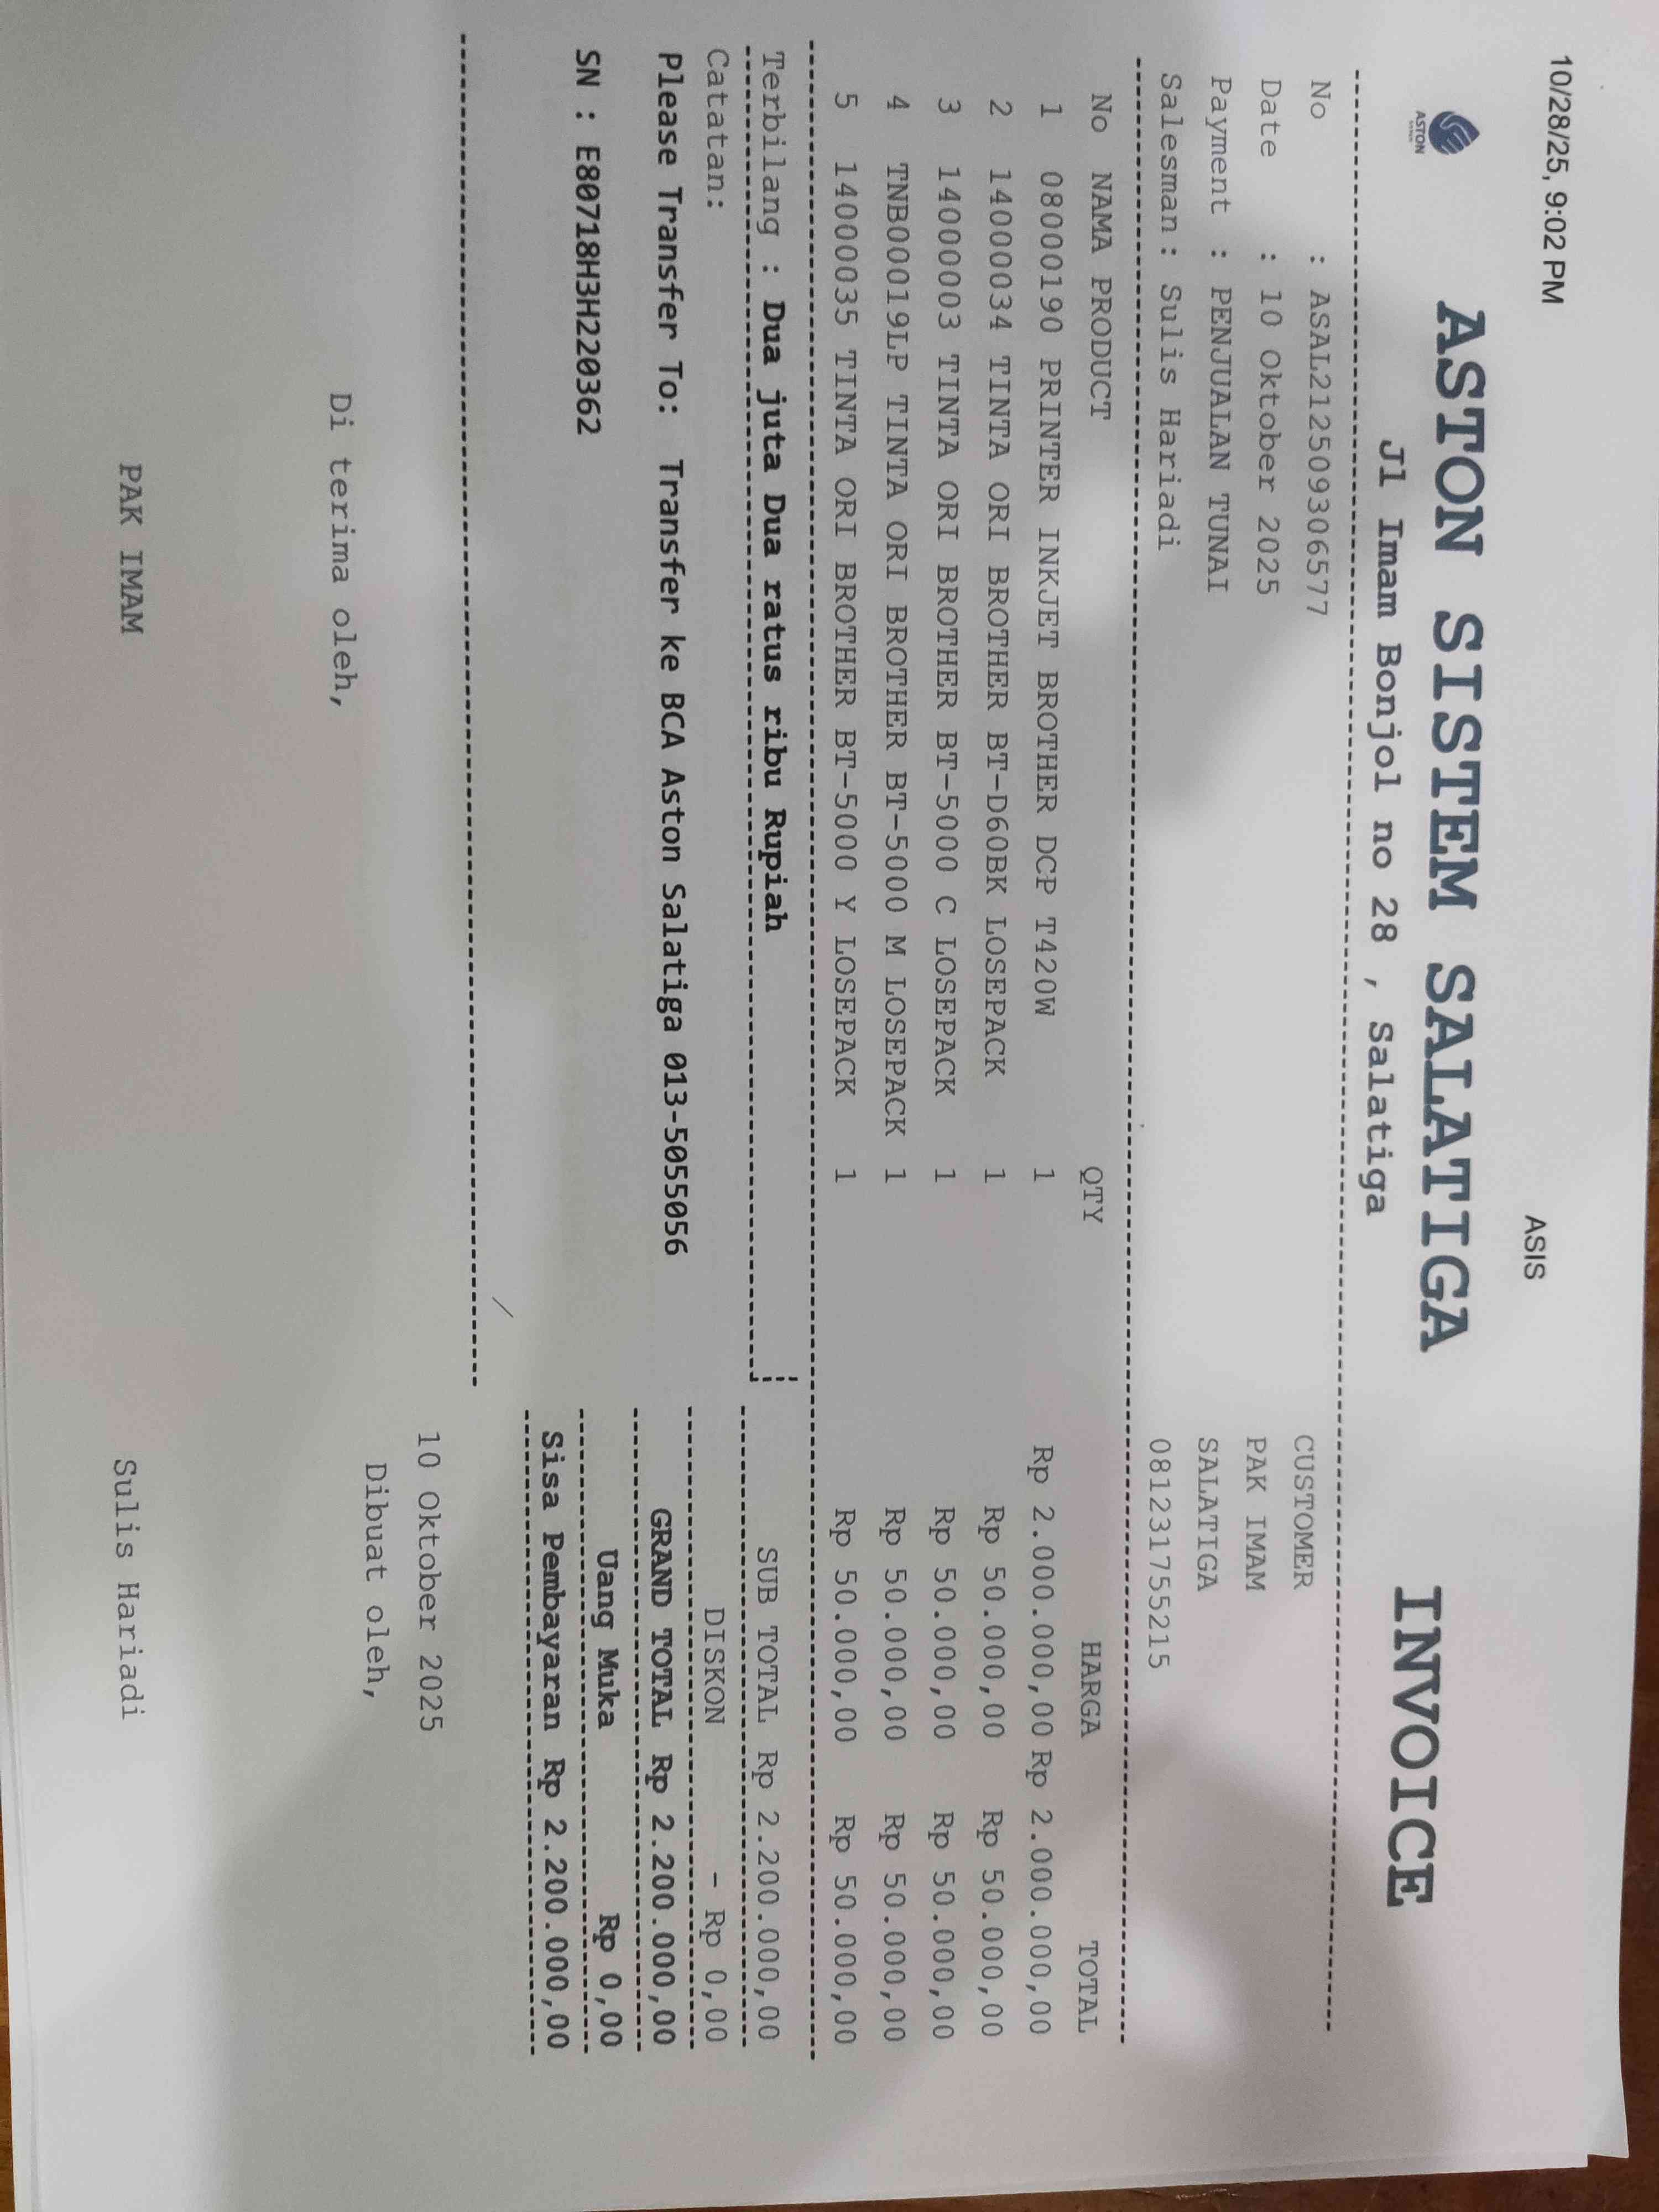 10/28/25, 9:02 PM ASIS
ASTON
ASTON SISTEM SALATIGA INVOICE
Jl Imam Bonjol no 28 , Salatiga
No : ASAL212509306577 CUSTOMER
Date : 10 Oktober 2025 PAK IMAM
Payment : PENJUALAN TUNAI SALATIGA
Salesman : Sulis Hariadi 081231755215
No NAMA PRODUCT QTY HARGA TOTAL
1 08000190 PRINTER INKJET BROTHER DCP T420W 1 Rp 2.000.000,00 Rp 2.000.000,00
2 14000034 TINTA ORI BROTHER BT-D60BK LOSEPACK 1 Rp 50.000,00 Rp 50.000,00
3 14000003 TINTA ORI BROTHER BT-5000 C LOSEPACK 1 Rp 50.000,00 Rp 50.000,00
4 TNB00019LP TINTA ORI BROTHER BT-5000 M LOSEPACK 1 Rp 50.000,00 Rp 50.000,00
5 14000035 TINTA ORI BROTHER BT-5000 Y LOSEPACK 1 Rp 50.000,00 Rp 50.000,00
Terbilang : Dua juta Dua ratus ribu Rupiah SUB TOTAL Rp 2.200.000,00
Catatan: DISKON - Rp 0,00
Please Transfer To: Transfer ke BCA Aston Salatiga 013-5055056 GRAND TOTAL Rp 2.200.000,00
Uang Muka Rp 0,00
SN : E80718H3H220362 Sisa Pembayaran Rp 2.200.000,00
10 Oktober 2025
Di terima oleh, Dibuat oleh,
PAK IMAM Sulis Hariadi